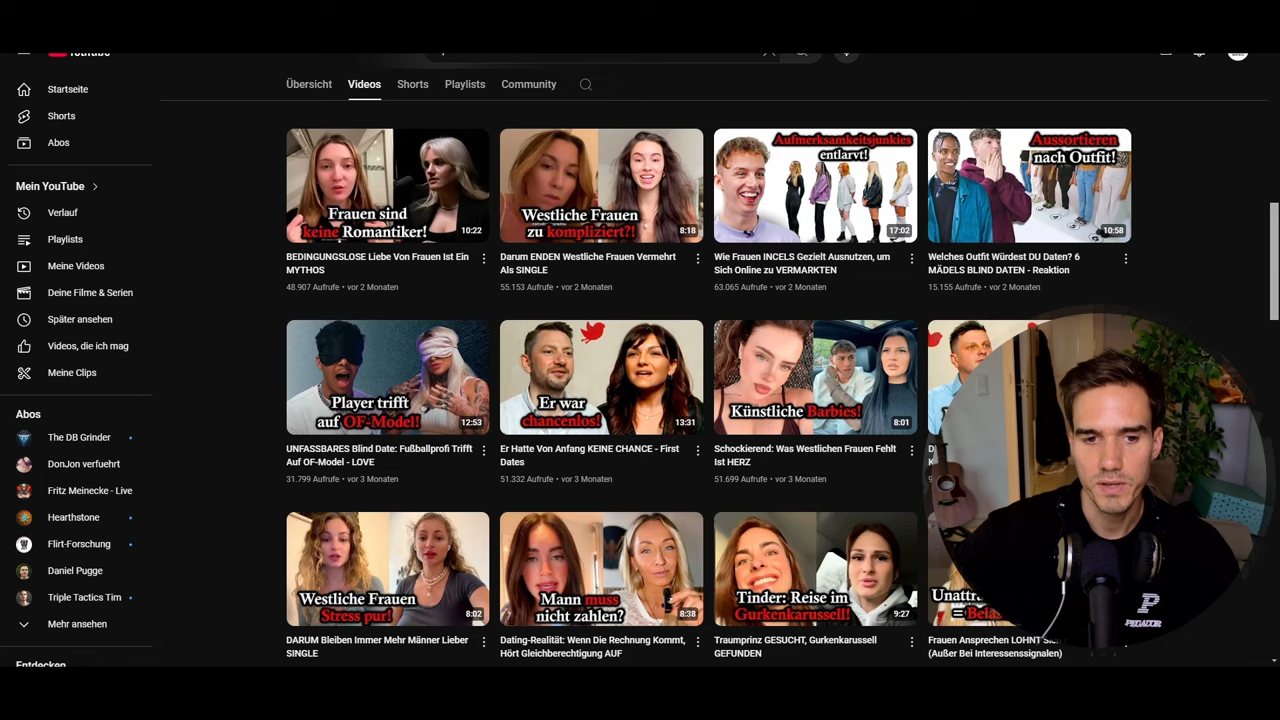 YouTube
Übersicht
Videos
Shorts
Playlists
Community
Startseite
Shorts
Abos
Mein YouTube
Verlauf
Playlists
Meine Videos
Deine Filme & Serien
Später ansehen
Videos, die ich mag
Meine Clips
Abos
The DB Grinder
DonJon verfuehrt
Fritz Meinecke - Live
Hearthstone
Flirt-Forschung
Daniel Pugge
Triple Tactics Tim
Mehr ansehen
Entdecken
Frauen sind
keine Romantiker!
10:22
BEDINGUNGSLOSE Liebe Von Frauen Ist Ein
MYTHOS
48.907 Aufrufe • vor 2 Monaten
Westliche Frauen
zu kompliziert?!
8:18
Darum ENDEN Westliche Frauen Vermehrt
Als SINGLE
55.153 Aufrufe • vor 2 Monaten
Aufmerksamkeitsjunkies
entlarvt!
17:02
Wie Frauen INCELS Gezielt Ausnutzen, um
Sich Online zu VERMARKTEN
63.065 Aufrufe • vor 2 Monaten
Aussortieren
nach Outfit!
10:58
Welches Outfit Würdest DU Daten? 6
MÄDELS BLIND DATEN - Reaktion
15.155 Aufrufe • vor 2 Monaten
Player trifft
auf OF-Model!
12:53
UNFASSBARES Blind Date: Fußballprofi Trifft
Auf OF-Model - LOVE
31.799 Aufrufe • vor 3 Monaten
Er war
chancenlos!
13:31
Er Hatte Von Anfang KEINE CHANCE - First
Dates
51.332 Aufrufe • vor 3 Monaten
Künstliche Barbies!
8:01
Schockierend: Was Westlichen Frauen Fehlt
Ist HERZ
51.699 Aufrufe • vor 3 Monaten
Westliche Frauen
Stress pur!
8:02
DARUM Bleiben Immer Mehr Männer Lieber
SINGLE
Mann muss
nicht zahlen?
8:38
Dating-Realität: Wenn Die Rechnung Kommt,
Hört Gleichberechtigung AUF
Tinder: Reise im
Gurkenkarussell!
9:27
Traumprinz GESUCHT, Gurkenkarussell
GEFUNDEN
Frauen Ansprechen LOHNT
(Außer Bei Interessenssignalen)
PEGADOR